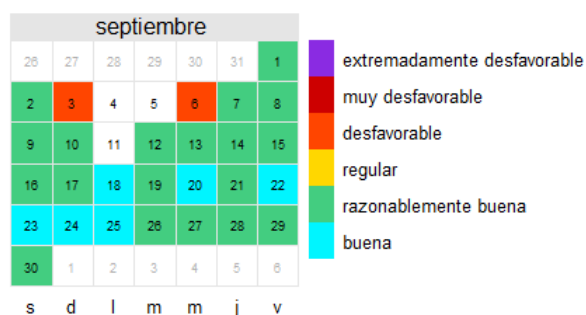 septiembre
26 27 28 29 30 31 1
2 3 4 5 6 7 8
9 10 11 12 13 14 15
16 17 18 19 20 21 22
23 24 25 26 27 28 29
30 1 2 3 4 5 6
s d l m m j v
extremadamente desfavorable
muy desfavorable
desfavorable
regular
razonablemente buena
buena